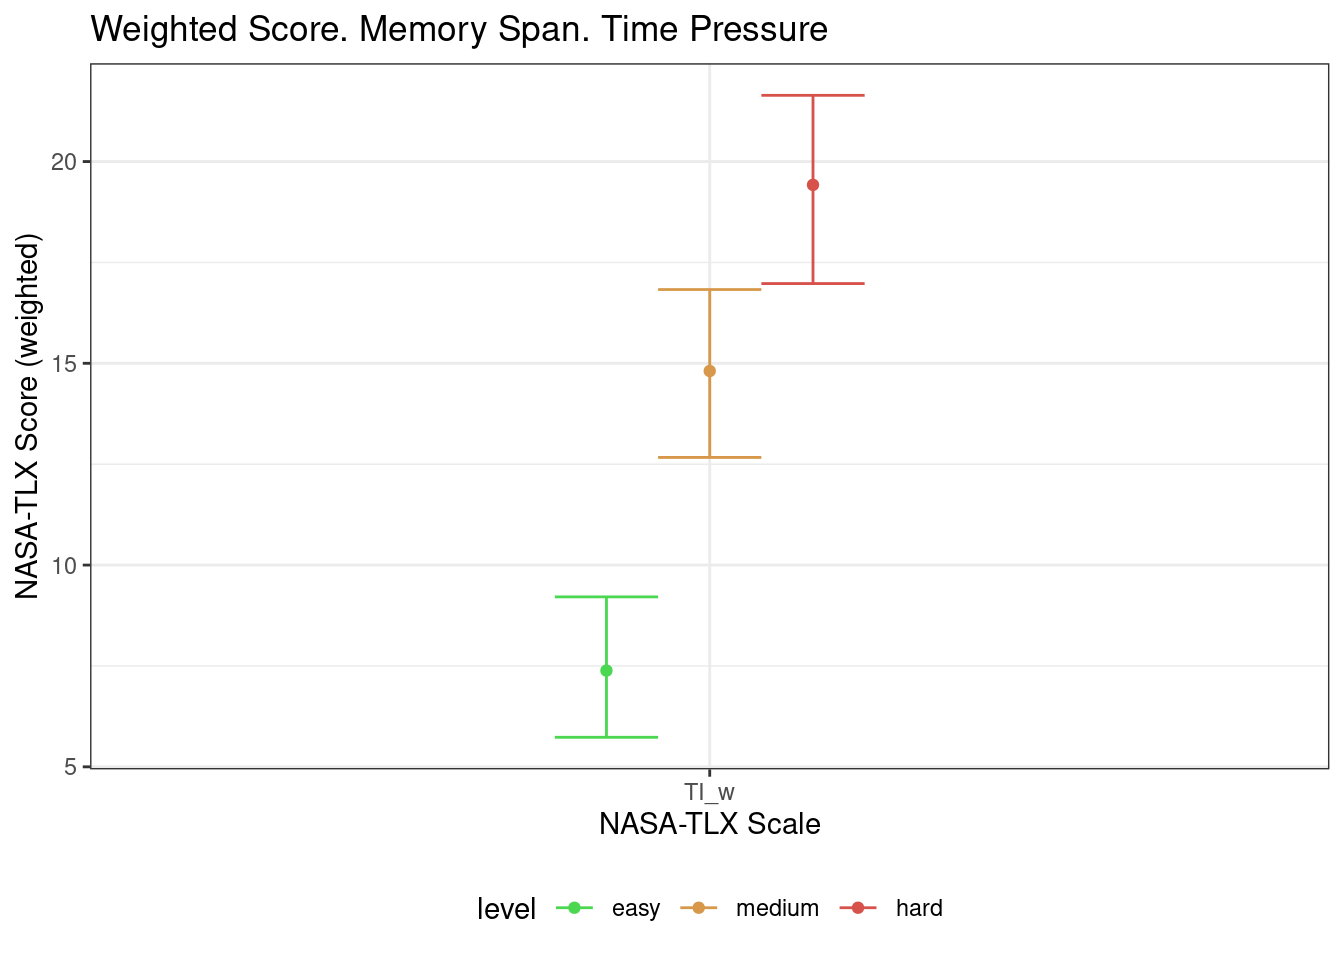 Weighted Score. Memory Span. Time Pressure
NASA-TLX Score (weighted)
20
15
10
5
TI_w
NASA-TLX Scale
level easy medium hard